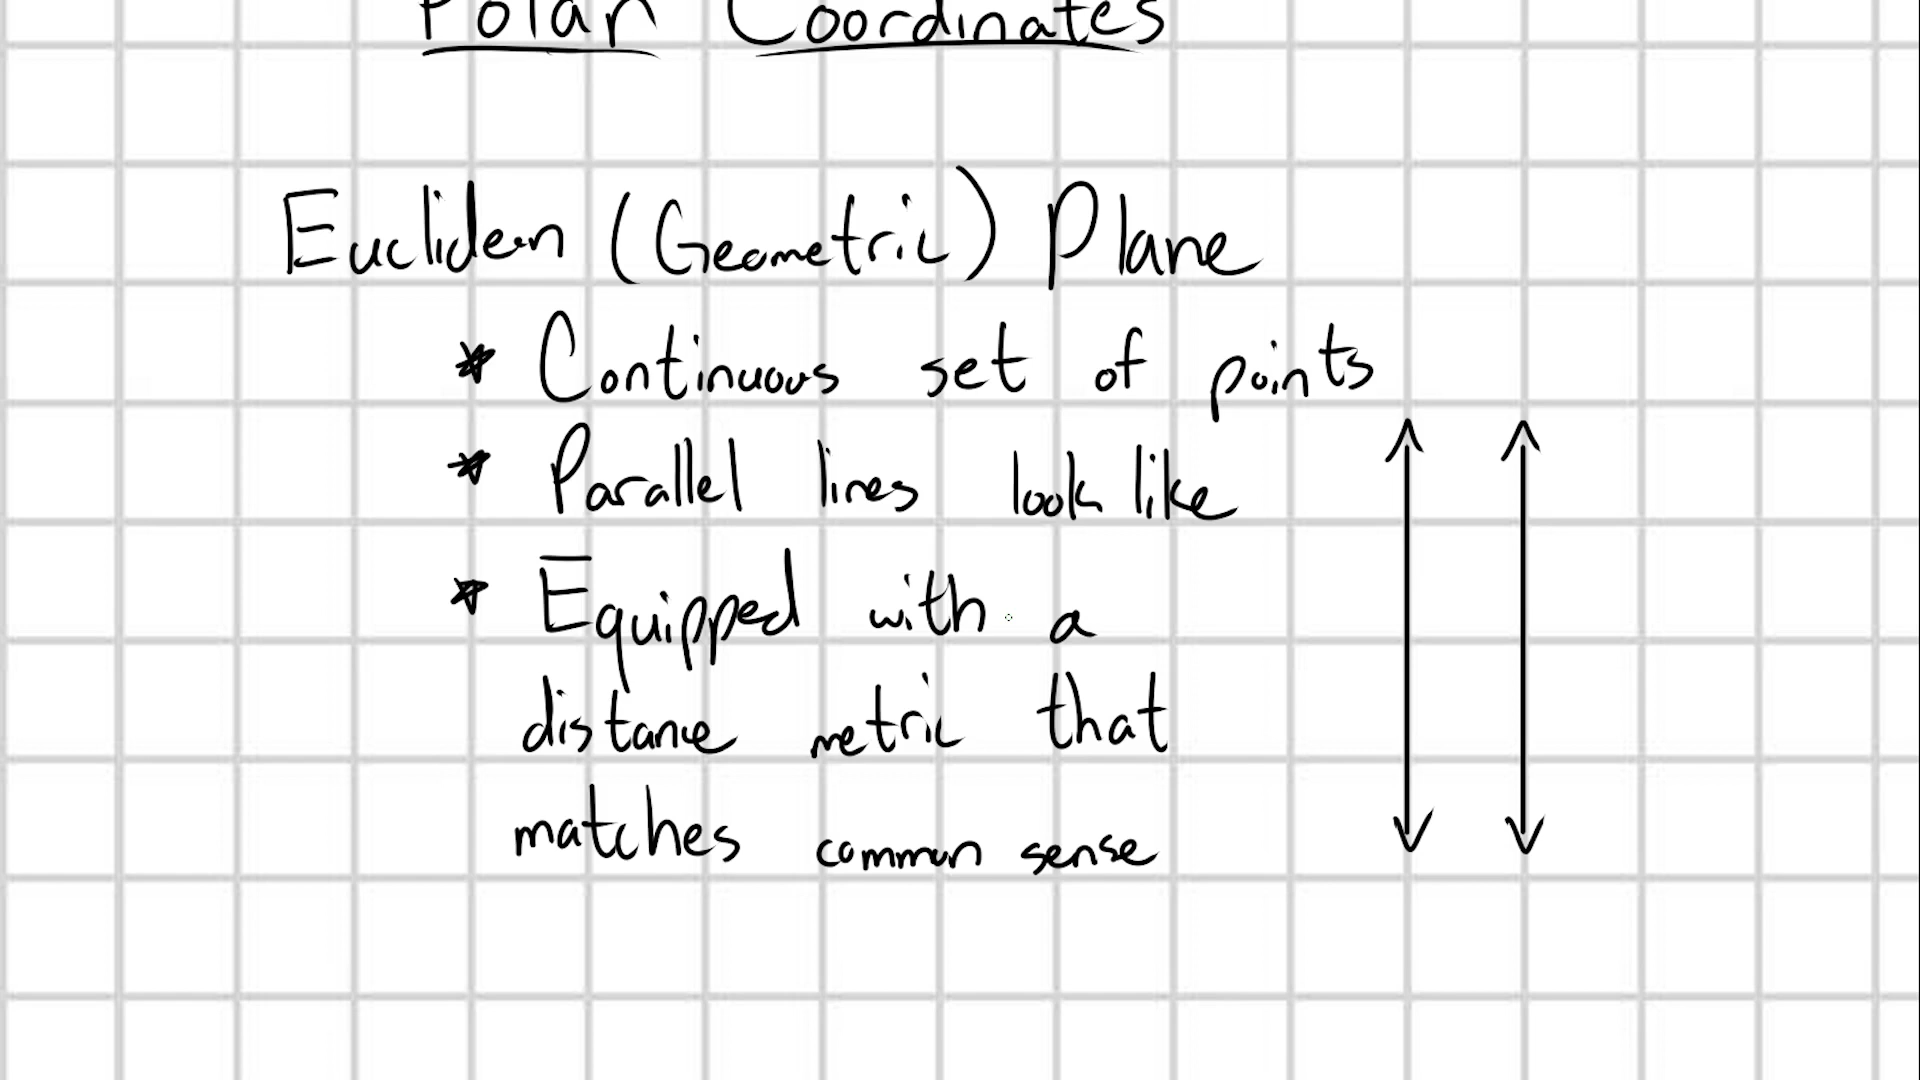 Polar Coordinates
Euclidean (Geometric) Plane
* Continuous set of points
* Parallel lines look like
* Equipped with a
distance metric that
matches common sense